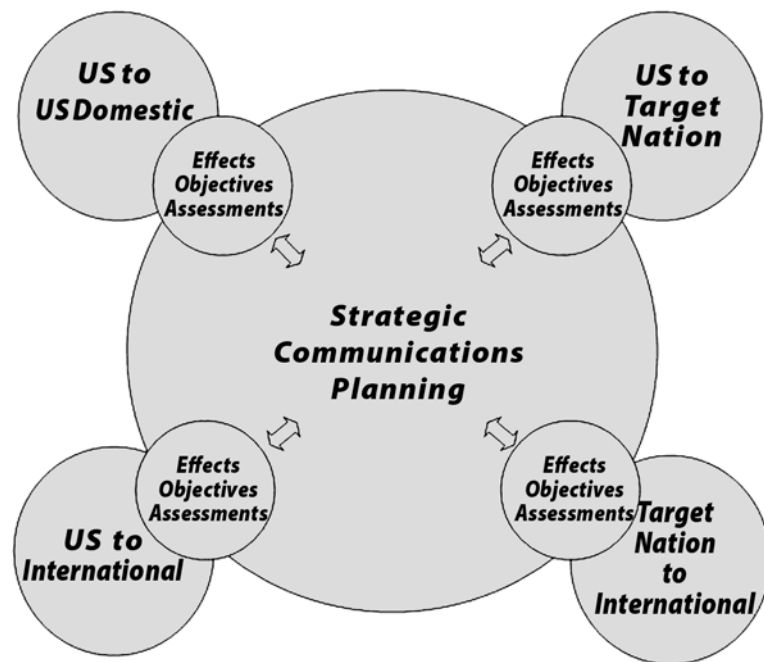 US to
US Domestic
Effects
Objectives
Assessments
US to
Target
Nation
Effects
Objectives
Assessments
Strategic
Communications
Planning
Effects
Objectives
Assessments
US to
International
Effects
Objectives
Assessments
Target
Nation
to
International